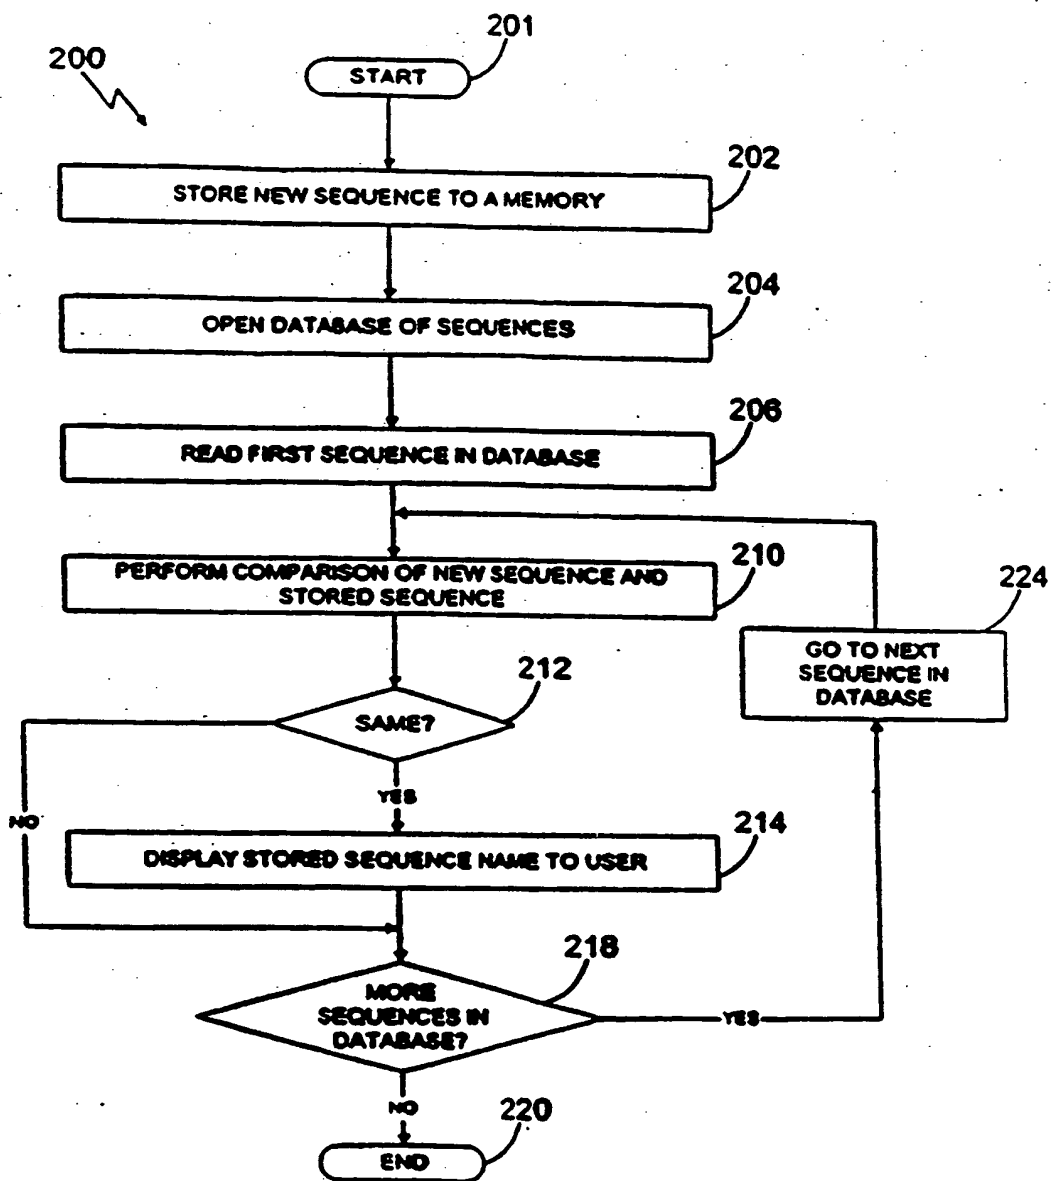 201
200
START
202
STORE NEW SEQUENCE TO A MEMORY
204
OPEN DATABASE OF SEQUENCES
206
READ FIRST SEQUENCE IN DATABASE
210
PERFORM COMPARISON OF NEW SEQUENCE AND
STORED SEQUENCE
224
GO TO NEXT
SEQUENCE IN
DATABASE
212
SAME?
YES
NO
214
DISPLAY STORED SEQUENCE NAME TO USER
218
MORE
SEQUENCES IN
DATABASE?
YES
NO
220
END